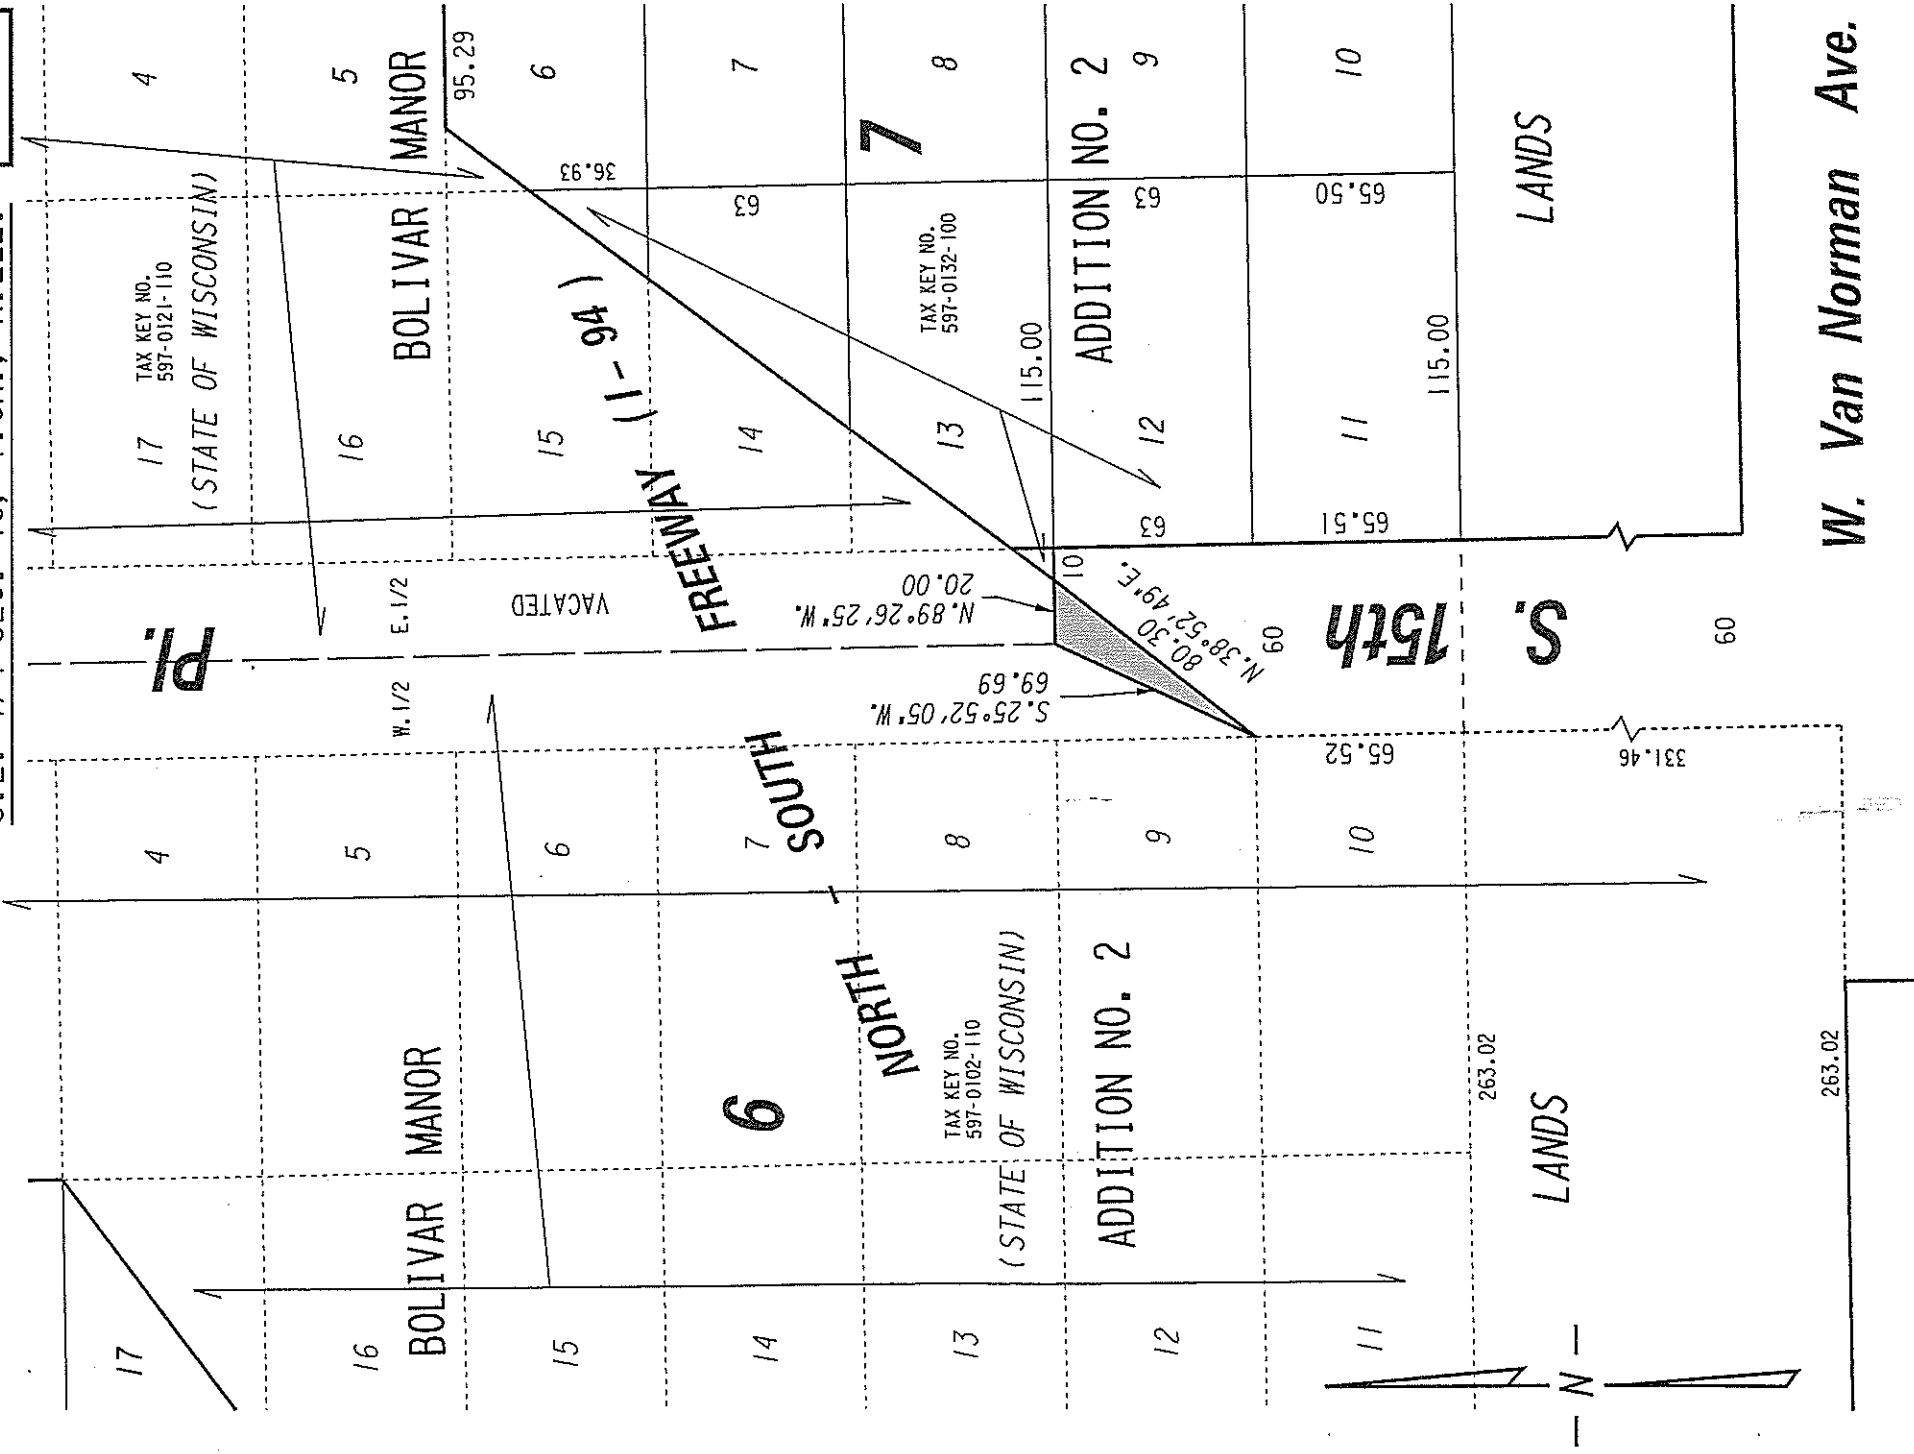 4
5
BOLIVAR MANOR
95.29
6
7
8
ADDITION NO. 2
9
10
LANDS
W. Van Norman Ave.
7
36.93
63
63
65.50
TAX KEY NO.
597-0121-110
(STATE OF WISCONSIN)
BOLIVAR
TAX KEY NO.
597-0132-100
115.00
115.00
17
16
15
14
13
12
11
FREEWAY (I-94)
63
65.51
10
Pl.
E.1/2
VACATED
W.1/2
N.89°26'25"W.
20.00
S.25°52'05"W.
69.69
80.30
N.38°52'49"E.
60
S. 15th
60
65.52
331.46
4
5
6
7
8
9
10
NORTH - SOUTH
BOLIVAR MANOR
6
TAX KEY NO.
597-0102-110
(STATE OF WISCONSIN)
ADDITION NO. 2
263.02
LANDS
263.02
17
16
15
14
13
12
11
N